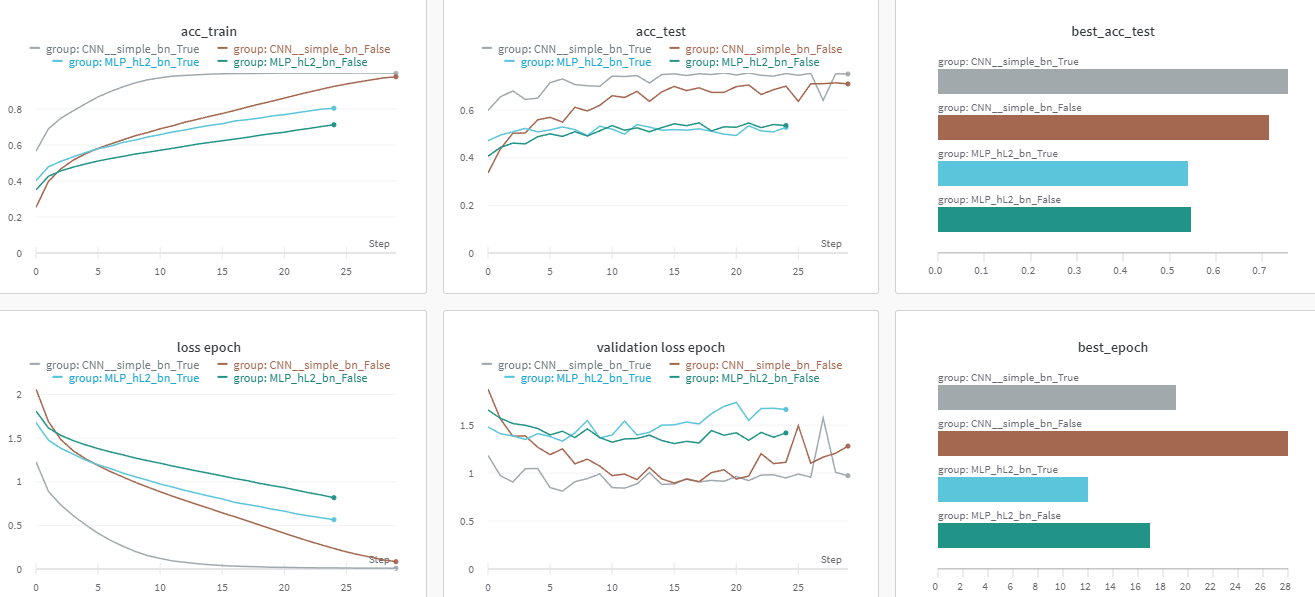 acc_train
group: CNN__simple_bn_True group: CNN__simple_bn_False
group: MLP_hL2_bn_True group: MLP_hL2_bn_False
0.8
0.6
0.4
0.2
0
Step
0 5 10 15 20 25
acc_test
group: CNN__simple_bn_True group: CNN__simple_bn_False
group: MLP_hL2_bn_True group: MLP_hL2_bn_False
0.6
0.4
0.2
0
Step
0 5 10 15 20 25
best_acc_test
group: CNN__simple_bn_True
group: CNN__simple_bn_False
group: MLP_hL2_bn_True
group: MLP_hL2_bn_False
0.0 0.1 0.2 0.3 0.4 0.5 0.6 0.7
loss epoch
group: CNN__simple_bn_True group: CNN__simple_bn_False
group: MLP_hL2_bn_True group: MLP_hL2_bn_False
2
1.5
1
0.5
0
Step
0 5 10 15 20 25
validation loss epoch
group: CNN__simple_bn_True group: CNN__simple_bn_False
group: MLP_hL2_bn_True group: MLP_hL2_bn_False
1.5
1
0.5
0
Step
0 5 10 15 20 25
best_epoch
group: CNN__simple_bn_True
group: CNN__simple_bn_False
group: MLP_hL2_bn_True
group: MLP_hL2_bn_False
0 2 4 6 8 10 12 14 16 18 20 22 24 26 28